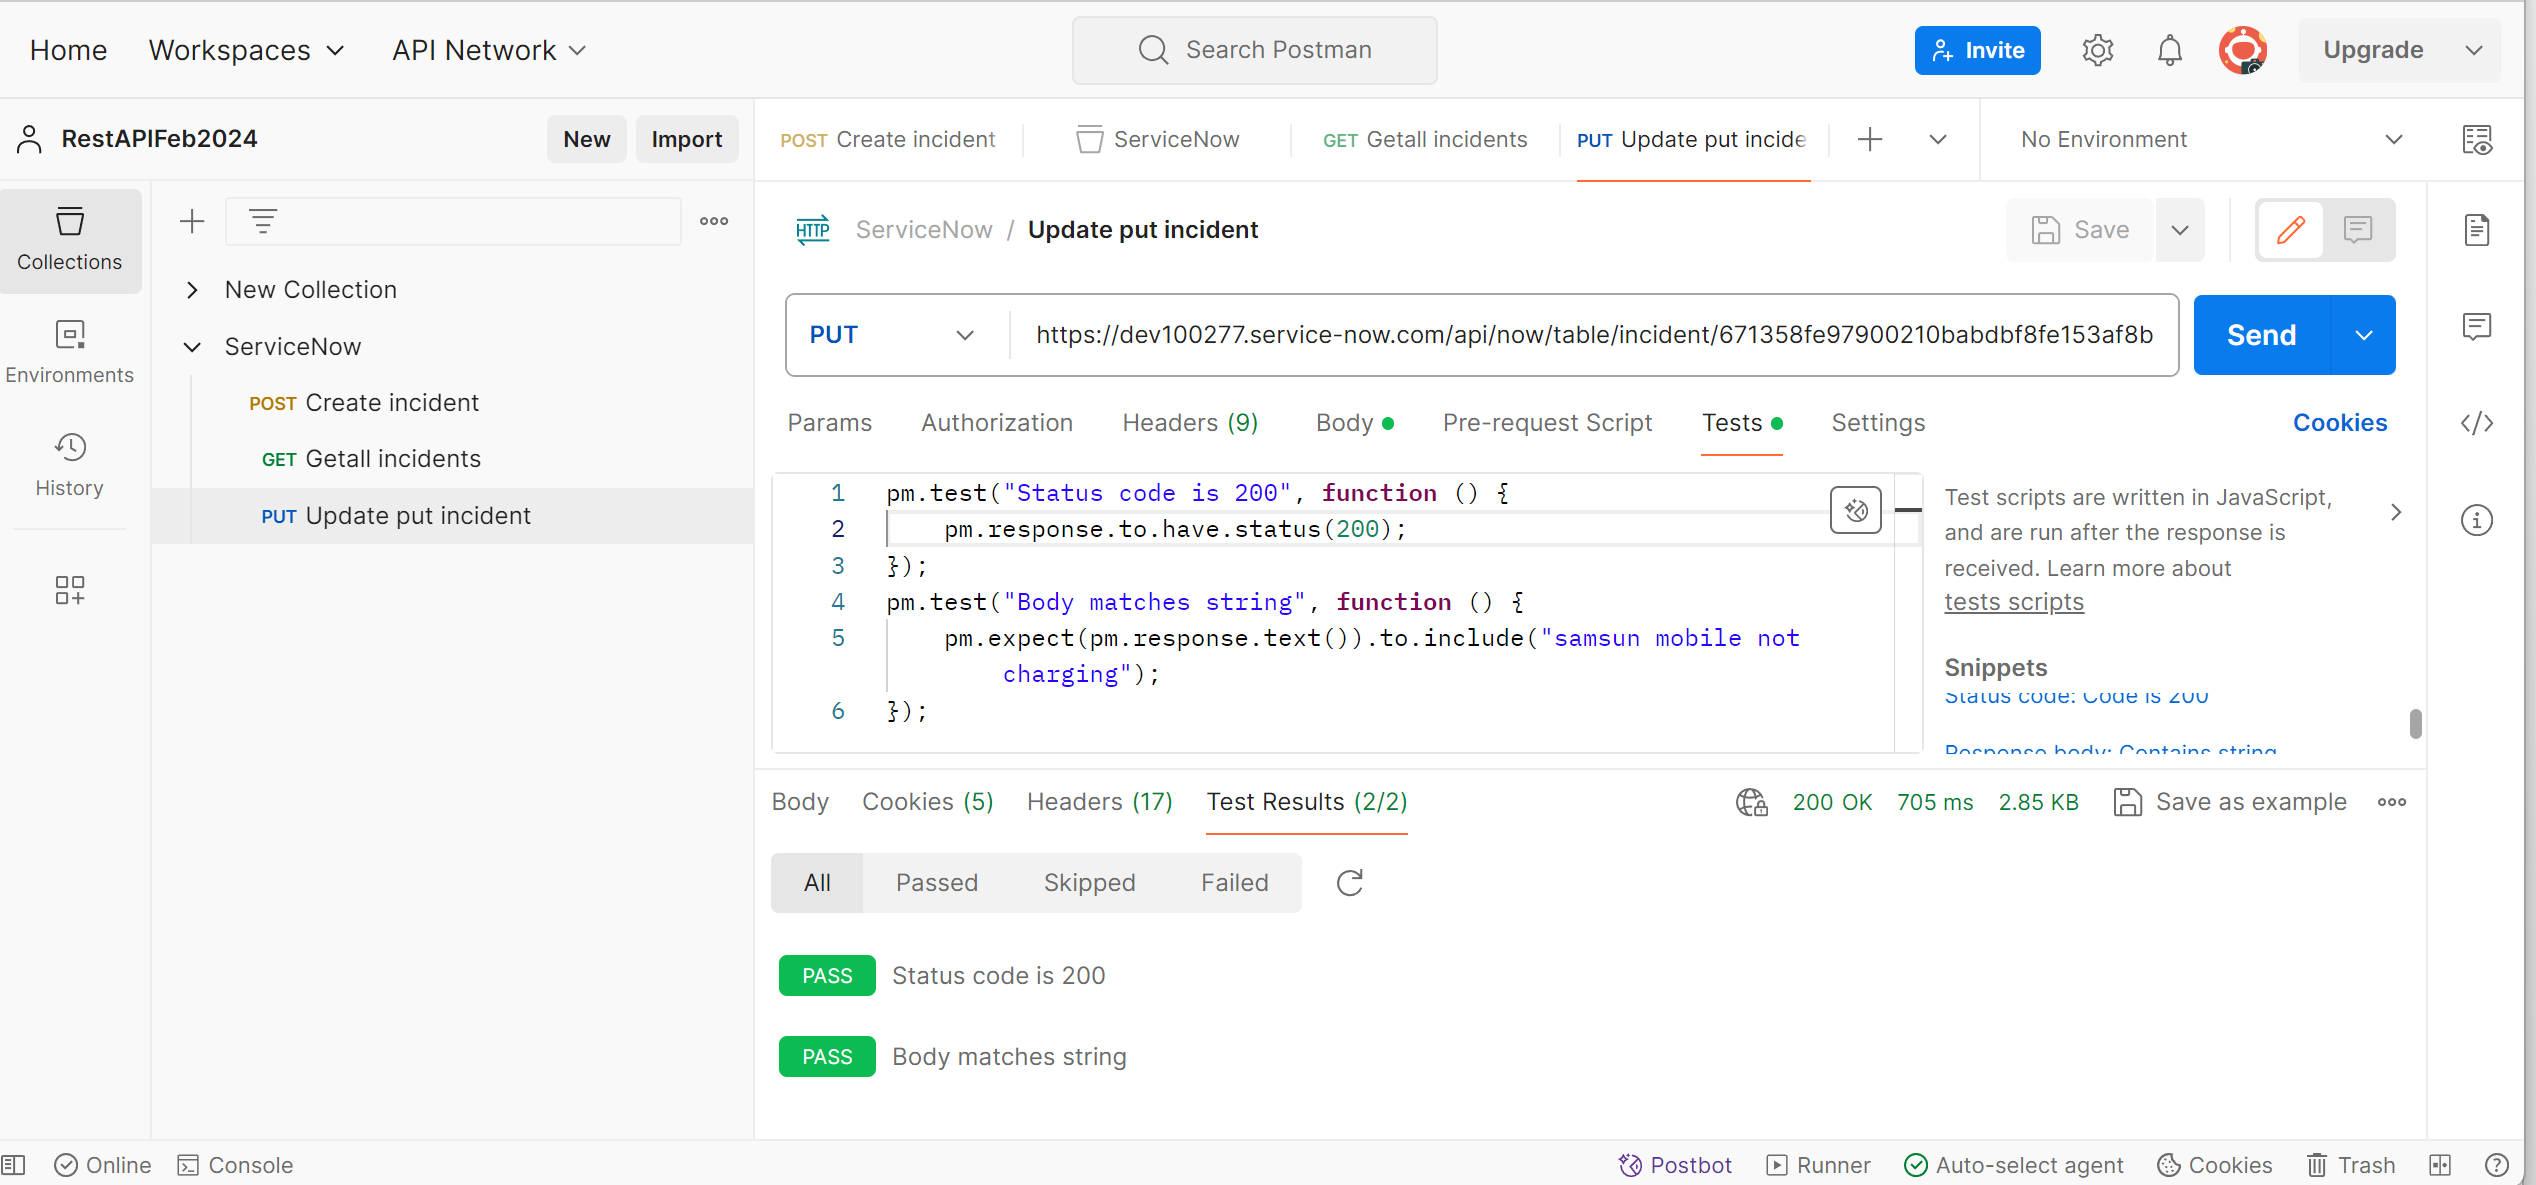 Home Workspaces API Network Search Postman Invite Upgrade
RestAPIFeb2024 New Import POST Create incident ServiceNow GET Getall incidents PUT Update put incide No Environment
Collections
Environments
History
New Collection
ServiceNow
POST Create incident
GET Getall incidents
PUT Update put incident
HTTP ServiceNow / Update put incident Save
PUT https://dev100277.service-now.com/api/now/table/incident/671358fe97900210babdbf8fe153af8b Send
Params Authorization Headers (9) Body Pre-request Script Tests Settings Cookies
1 pm.test("Status code is 200", function () {
2 pm.response.to.have.status(200);
3 });
4 pm.test("Body matches string", function () {
5 pm.expect(pm.response.text()).to.include("samsun mobile not
charging");
6 });
Test scripts are written in JavaScript,
and are run after the response is
received. Learn more about
tests scripts
Snippets
Status code: Code is 200
Response body: Contains string
Body Cookies (5) Headers (17) Test Results (2/2) 200 OK 705 ms 2.85 KB Save as example
All Passed Skipped Failed
PASS Status code is 200
PASS Body matches string
Online Console Postbot Runner Auto-select agent Cookies Trash